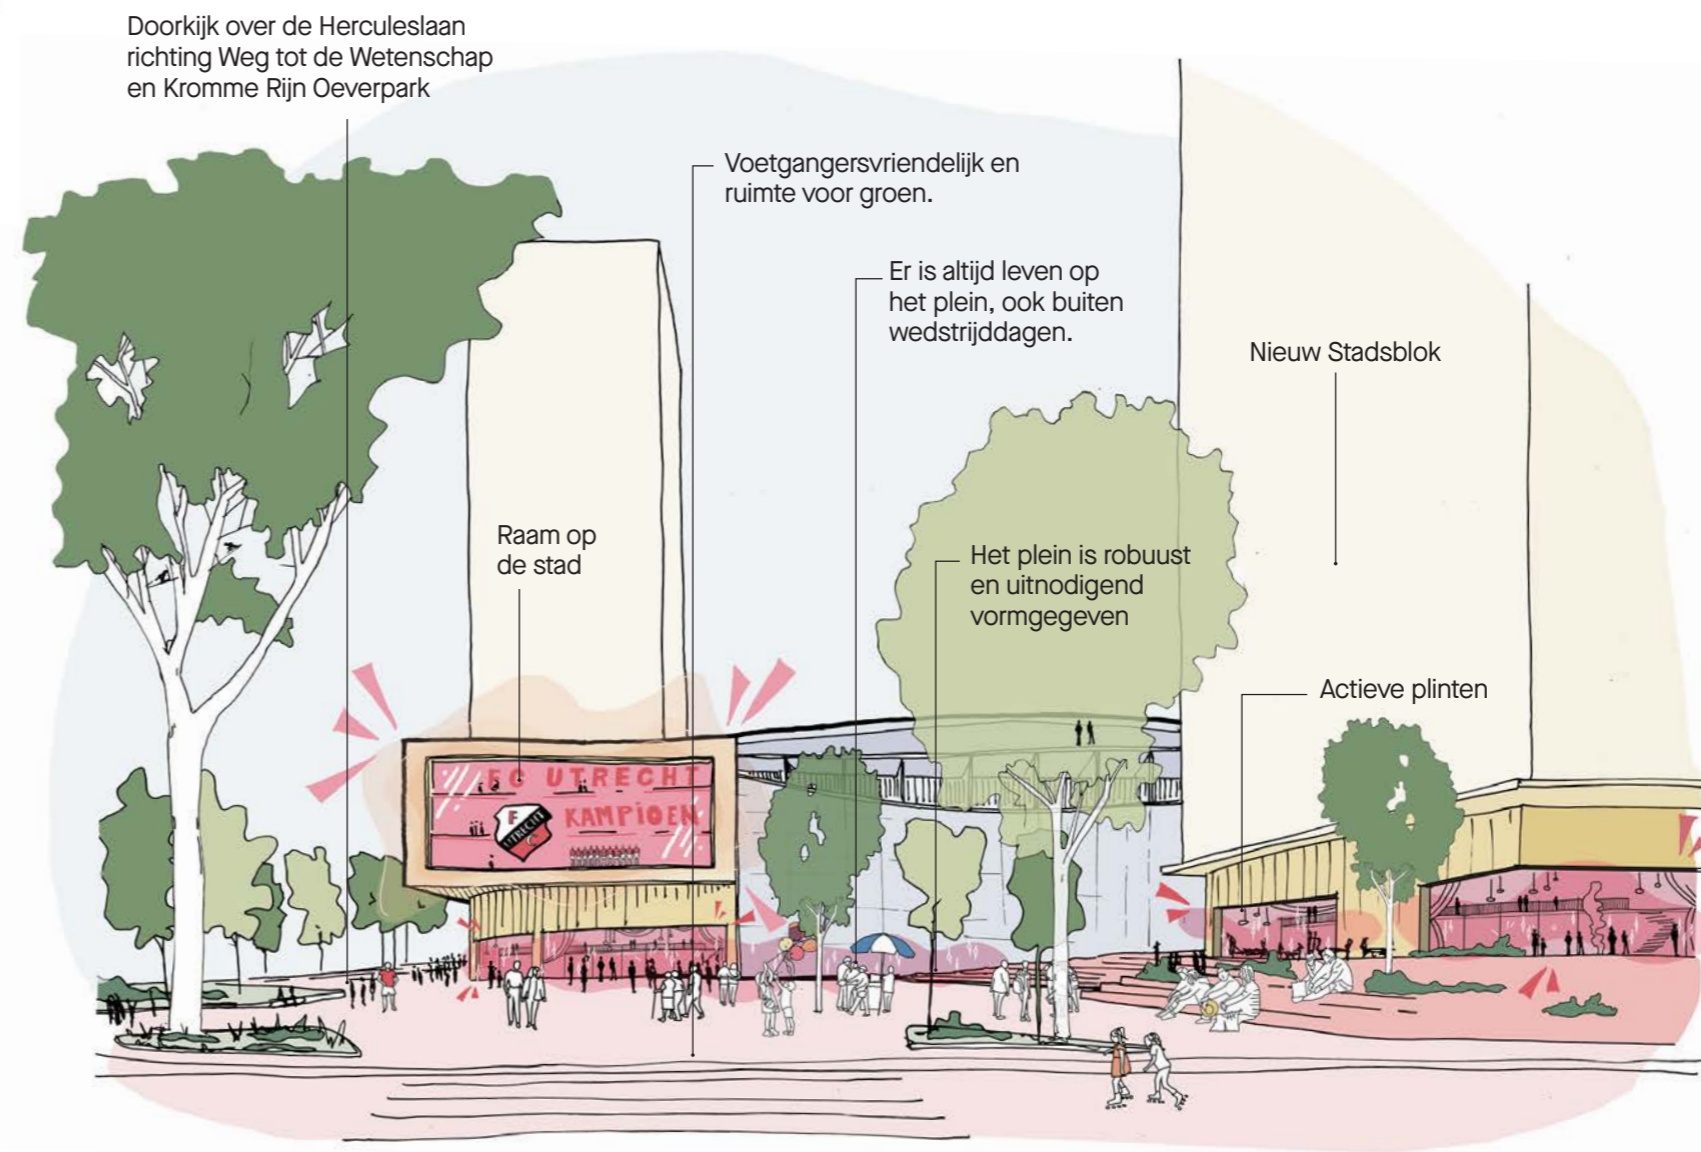 Doorkijk over de Herculeslaan
richting Weg tot de Wetenschap
en Kromme Rijn Oeverpark
Voetgangersvriendelijk en
ruimte voor groen.
Er is altijd leven op
het plein, ook buiten
wedstrijddagen.
Nieuw Stadsblok
Raam op
de stad
Het plein is robuust
en uitnodigend
vormgegeven
Actieve plinten
FC UTRECHT
KAMPIOEN
F
UTRECHT
C